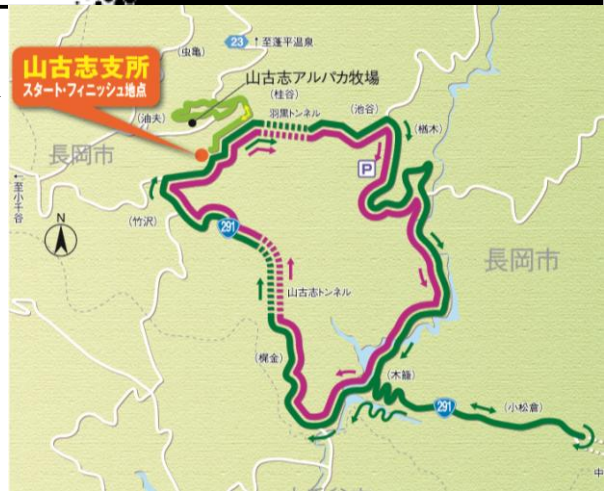 23
↑至蓬平温泉
(虫亀)
山古志支所
スタート・フィニッシュ地点
山古志アルパカ牧場
(桂谷)
羽黒トンネル
(池谷)
(油夫)
(楢木)
長岡市
P
←至小千谷
N
(竹沢)
291
長岡市
山古志トンネル
(梶金)
(木籠)
291
(小松倉)
中